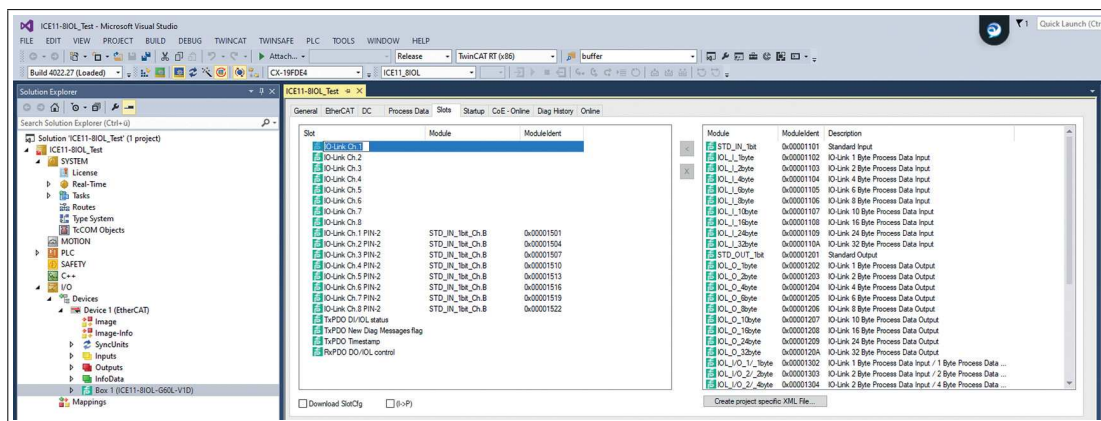 ICE11-8IOL_Test - Microsoft Visual Studio
1
Quick Launch (Ctr
FILE EDIT VIEW PROJECT BUILD DEBUG TWINCAT TWINSAFE PLC TOOLS WINDOW HELP
Attach... Release TwinCAT RT (x86) buffer
Build 4022.27 (Loaded) CX-19FDE4 ICE11_8IOL
Solution Explorer
Search Solution Explorer (Ctrl+ü)
Solution 'ICE11-8IOL_Test' (1 project)
ICE11-8IOL_Test
SYSTEM
License
Real-Time
Tasks
Routes
Type System
TcCOM Objects
MOTION
PLC
SAFETY
C++
I/O
Devices
Device 1 (EtherCAT)
Image
Image-Info
SyncUnits
Inputs
Outputs
InfoData
Box 1 (ICE11-8IOL-G60L-V1D)
Mappings
ICE11-8IOL_Test
General EtherCAT DC Process Data Slots Startup CoE - Online Diag History Online
Slot Module ModuleIdent
IO-Link Ch.1
IO-Link Ch.2
IO-Link Ch.3
IO-Link Ch.4
IO-Link Ch.5
IO-Link Ch.6
IO-Link Ch.7
IO-Link Ch.8
IO-Link Ch.1 PIN-2 STD_IN_1bit_Ch.B 0x00001501
IO-Link Ch.2 PIN-2 STD_IN_1bit_Ch.B 0x00001504
IO-Link Ch.3 PIN-2 STD_IN_1bit_Ch.B 0x00001507
IO-Link Ch.4 PIN-2 STD_IN_1bit_Ch.B 0x00001510
IO-Link Ch.5 PIN-2 STD_IN_1bit_Ch.B 0x00001513
IO-Link Ch.6 PIN-2 STD_IN_1bit_Ch.B 0x00001516
IO-Link Ch.7 PIN-2 STD_IN_1bit_Ch.B 0x00001519
IO-Link Ch.8 PIN-2 STD_IN_1bit_Ch.B 0x00001522
TxPDO DI/IOL status
TxPDO New Diag Messages flag
TxPDO Timestamp
RxPDO DO/IOL control
Download SlotCfg (I->P)
<
X
Module ModuleIdent Description
STD_IN_1bit 0x00001101 Standard Input
IOL_I_1byte 0x00001102 IO-Link 1 Byte Process Data Input
IOL_I_2byte 0x00001103 IO-Link 2 Byte Process Data Input
IOL_I_4byte 0x00001104 IO-Link 4 Byte Process Data Input
IOL_I_6byte 0x00001105 IO-Link 6 Byte Process Data Input
IOL_I_8byte 0x00001106 IO-Link 8 Byte Process Data Input
IOL_I_10byte 0x00001107 IO-Link 10 Byte Process Data Input
IOL_I_16byte 0x00001108 IO-Link 16 Byte Process Data Input
IOL_I_24byte 0x00001109 IO-Link 24 Byte Process Data Input
IOL_I_32byte 0x0000110A IO-Link 32 Byte Process Data Input
STD_OUT_1bit 0x00001201 Standard Output
IOL_O_1byte 0x00001202 IO-Link 1 Byte Process Data Output
IOL_O_2byte 0x00001203 IO-Link 2 Byte Process Data Output
IOL_O_4byte 0x00001204 IO-Link 4 Byte Process Data Output
IOL_O_6byte 0x00001205 IO-Link 6 Byte Process Data Output
IOL_O_8byte 0x00001206 IO-Link 8 Byte Process Data Output
IOL_O_10byte 0x00001207 IO-Link 10 Byte Process Data Output
IOL_O_16byte 0x00001208 IO-Link 16 Byte Process Data Output
IOL_O_24byte 0x00001209 IO-Link 24 Byte Process Data Output
IOL_O_32byte 0x0000120A IO-Link 32 Byte Process Data Output
IOL_I/O_1/_1byte 0x00001302 IO-Link 1 Byte Process Data Input / 1 Byte Process Data ...
IOL_I/O_2/_2byte 0x00001303 IO-Link 2 Byte Process Data Input / 2 Byte Process Data ...
IOL_I/O_2/_4byte 0x00001304 IO-Link 2 Byte Process Data Input / 4 Byte Process Data ...
Create project specific XML File...